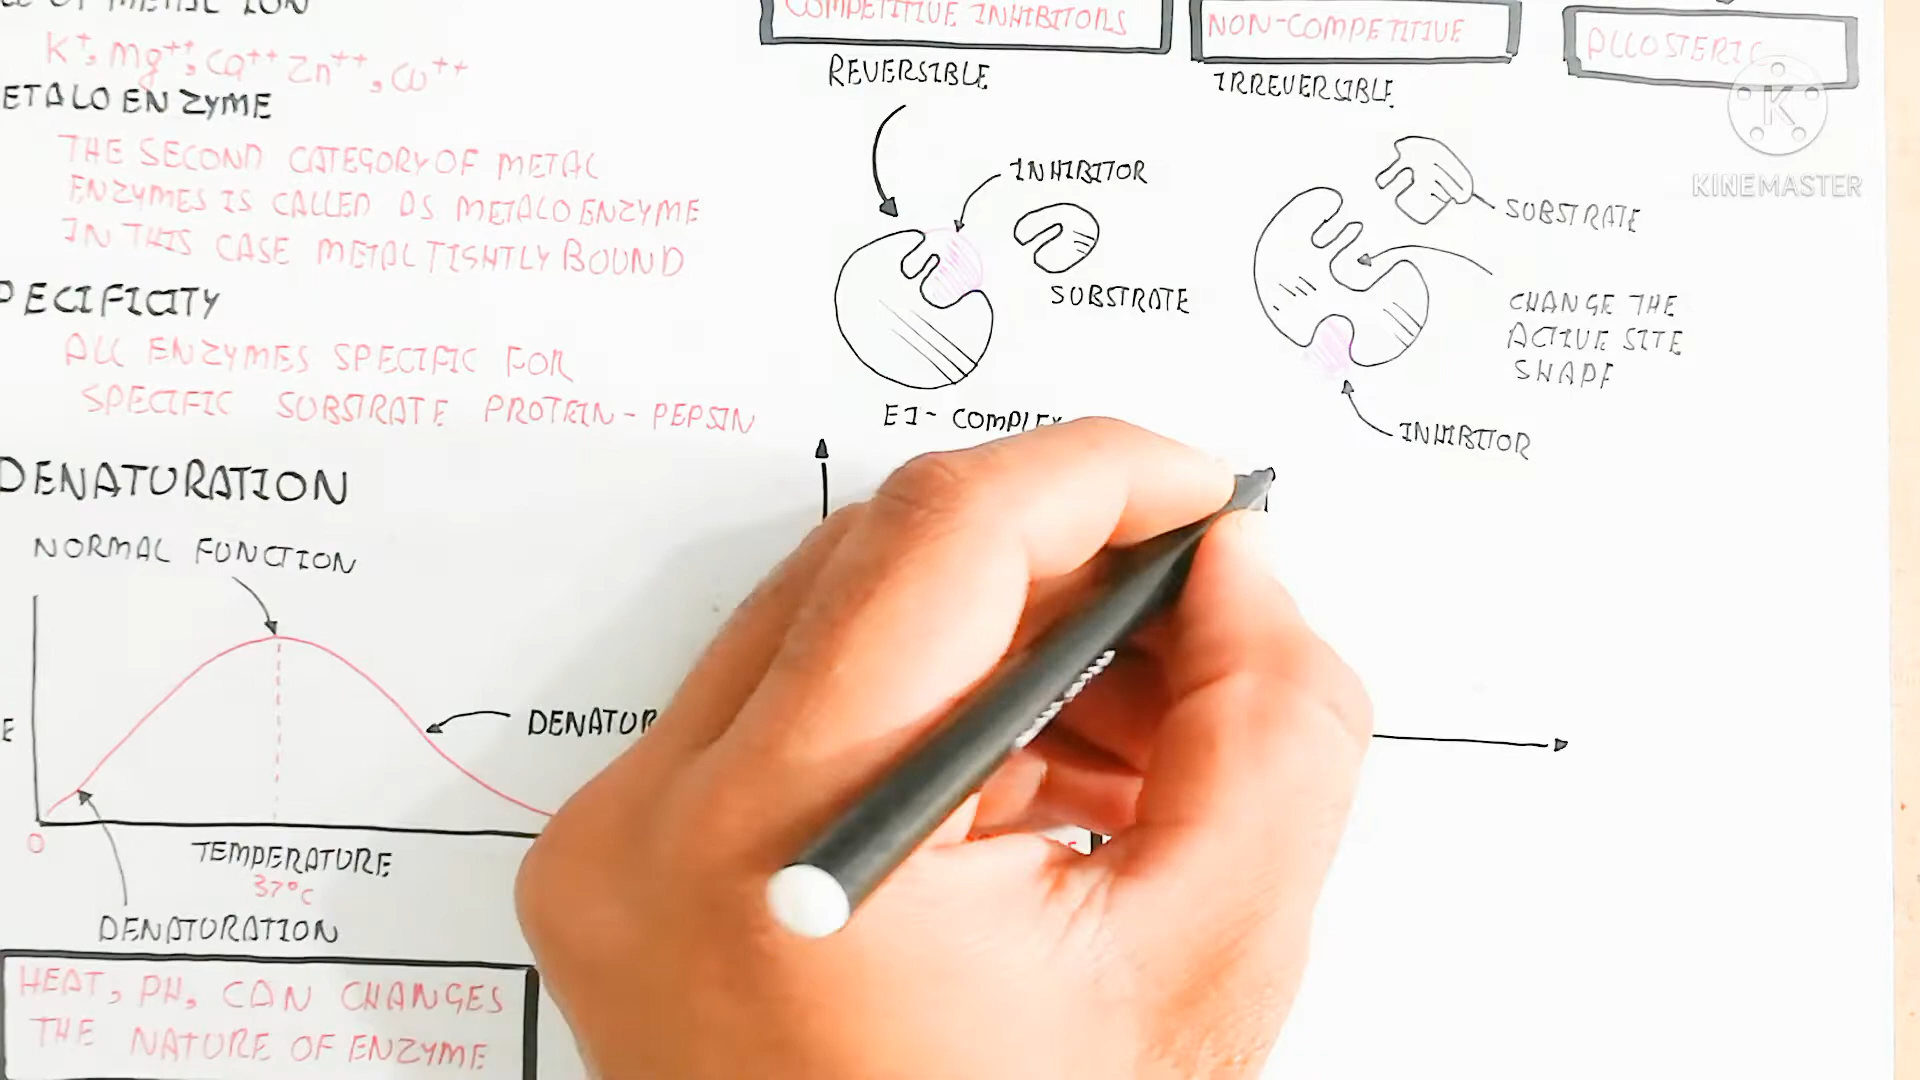 K+, Mg++, Ca++ Zn++, Co++
ETALO ENZYME
THE SECOND CATEGORY OF METAL
ENZYMES IS CALLED AS METALO ENZYME
IN THIS CASE METAL TIGHTLY BOUND
PECIFICITY
ALL ENZYMES SPECIFIC FOR
SPECIFIC SUBSTRATE PROTEIN - PEPSIN
DENATURATION
NORMAL FUNCTION
DENATUR
E
0
TEMPERATURE
37°C
DENATURATION
HEAT, PH, CAN CHANGES
THE NATURE OF ENZYME
COMPETITIVE INHIBITORS
REVERSIBLE
INHIBITOR
SUBSTRATE
EI- COMPLEX
NON-COMPETITIVE
IRREVERSIBLE
SUBSTRATE
CHANGE THE
ACTIVE SITE
SHAPE
INHIBITOR
ALLOSTERIC
K
KINEMASTER